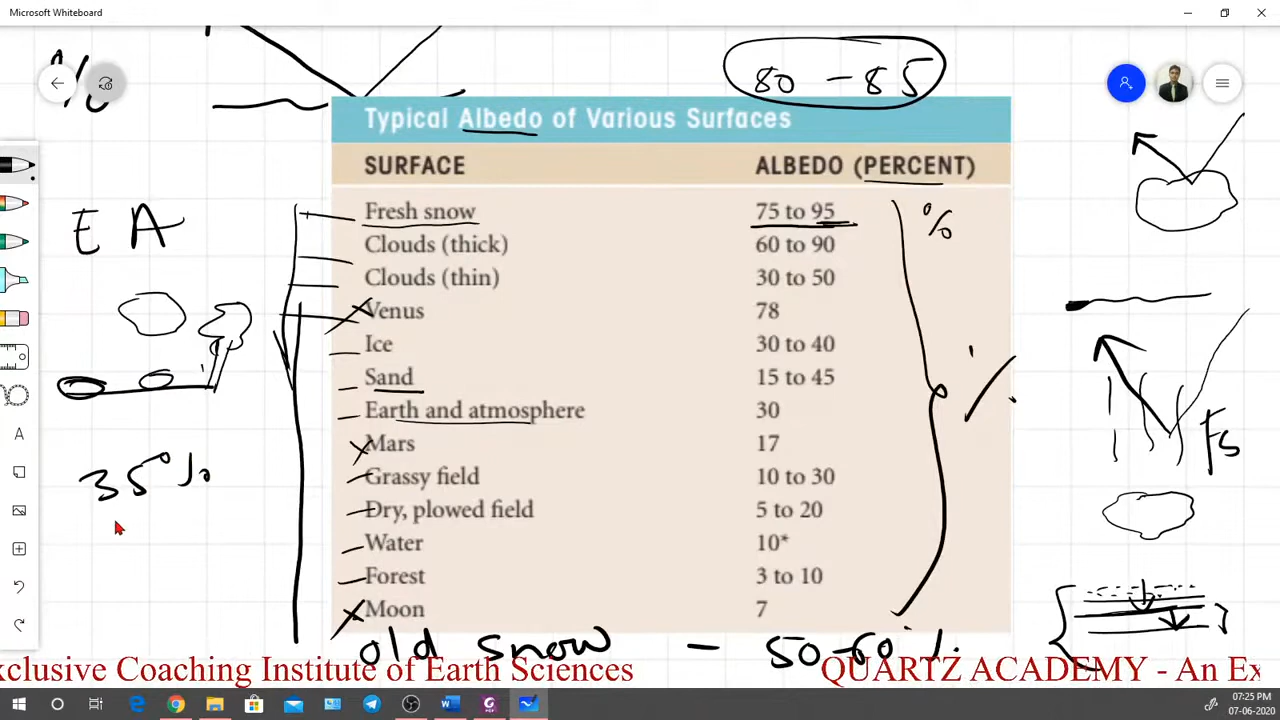 Microsoft Whiteboard
%
80 - 85
Typical Albedo of Various Surfaces
SURFACE ALBEDO (PERCENT)
Fresh snow 75 to 95
%
Clouds (thick) 60 to 90
E A
Clouds (thin) 30 to 50
Venus 78
Ice 30 to 40
Sand 15 to 45
%
Earth and atmosphere 30
Mars 17
Fs
Grassy field 10 to 30
35%
Dry, plowed field 5 to 20
Water 10*
Forest 3 to 10
Moon 7
old snow - 50-60%
A
xclusive Coaching Institute of Earth Sciences QUARTZ ACADEMY - An Ex
07:25 PM
07-06-2020